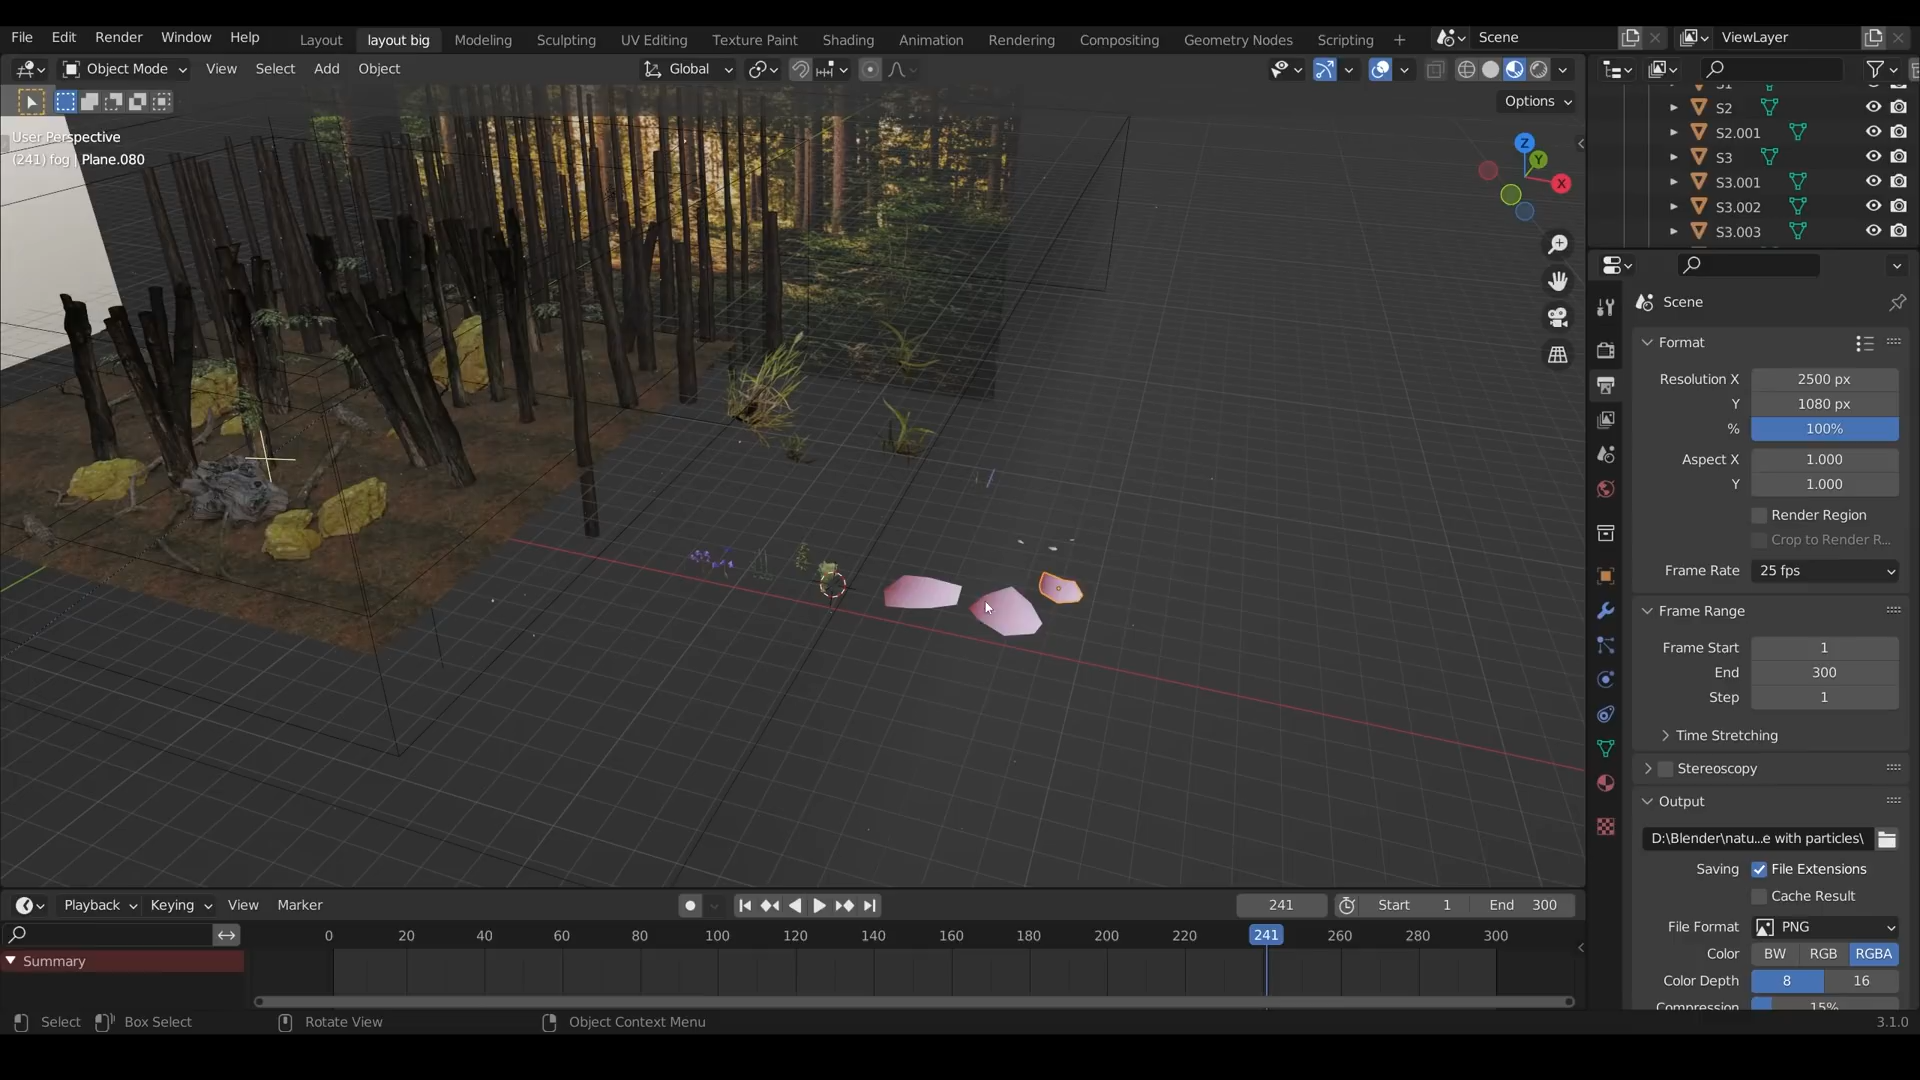 File Edit Render Window Help Layout layout big Modeling Sculpting UV Editing Texture Paint Shading Animation Rendering Compositing Geometry Nodes Scripting + Scene ViewLayer
Object Mode View Select Add Object Global
Options
User Perspective
(241) fog | Plane.080
Z
Y
X
S1
S2
S2.001
S3
S3.001
S3.002
S3.003
Scene
Format
Resolution X 2500 px
Y 1080 px
% 100%
Aspect X 1.000
Y 1.000
Render Region
Crop to Render R...
Frame Rate 25 fps
Frame Range
Frame Start 1
End 300
Step 1
Time Stretching
Stereoscopy
Output
D:\Blender\natu...e with particles\
Saving File Extensions
Cache Result
File Format PNG
Color BW RGB RGBA
Color Depth 8 16
Compression 15%
Playback Keying View Marker 241 Start 1 End 300
0 20 40 60 80 100 120 140 160 180 200 220 241 260 280 300
Summary
Select Box Select Rotate View Object Context Menu 3.1.0